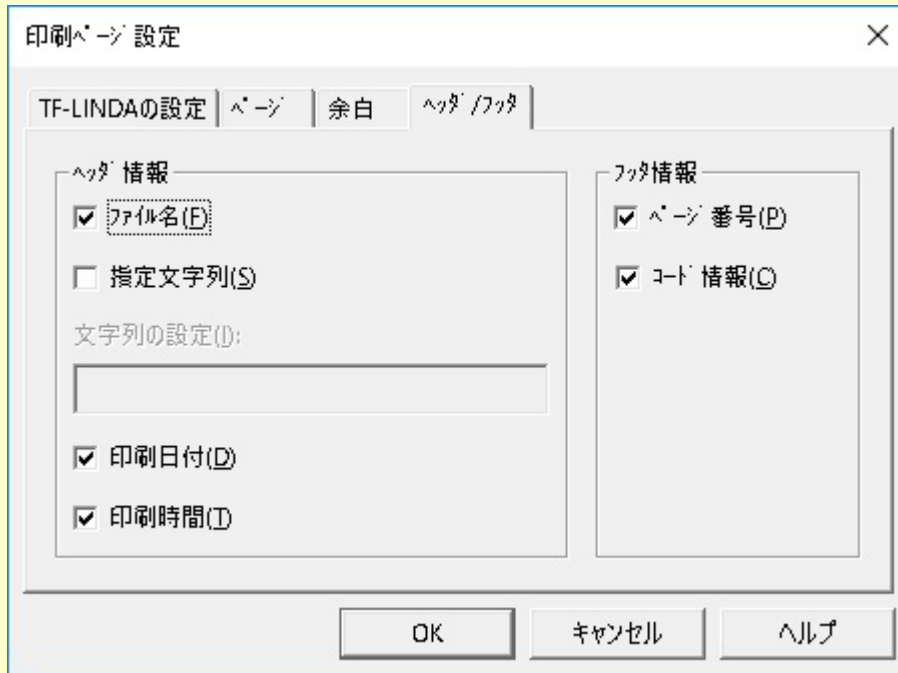 印刷ﾍﾟｰｼﾞ設定
TF-LINDAの設定 ﾍﾟｰｼﾞ 余白 ﾍｯﾀﾞ/ﾌｯﾀ
ﾍｯﾀﾞ情報
ﾌｧｲﾙ名(F)
指定文字列(S)
文字列の設定(I):
印刷日付(D)
印刷時間(T)
ﾌｯﾀ情報
ﾍﾟｰｼﾞ番号(P)
ｺｰﾄﾞ情報(C)
OK キャンセル ヘルプ